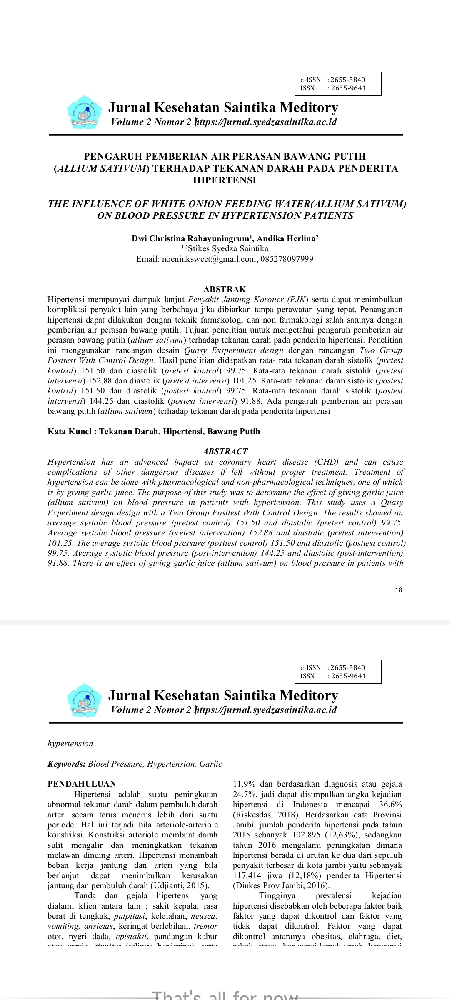 e-ISSN : 2655-5840
ISSN : 2655-9641
Jurnal Kesehatan Saintika Meditory
Volume 2 Nomor 2 https://jurnal.syedzasaintika.ac.id
PENGARUH PEMBERIAN AIR PERASAN BAWANG PUTIH
(ALLIUM SATIVUM) TERHADAP TEKANAN DARAH PADA PENDERITA
HIPERTENSI
THE INFLUENCE OF WHITE ONION FEEDING WATER(ALLIUM SATIVUM)
ON BLOOD PRESSURE IN HYPERTENSION PATIENTS
Dwi Christina Rahayuningrum¹, Andika Herlina²
¹,²Stikes Syedza Saintika
Email: noeninksweet@gmail.com, 085278097999
ABSTRAK
Hipertensi mempunyai dampak lanjut Penyakit Jantung Koroner (PJK) serta dapat menimbulkan
komplikasi penyakit lain yang berbahaya jika dibiarkan tanpa perawatan yang tepat. Penanganan
hipertensi dapat dilakukan dengan teknik farmakologi dan non farmakologi salah satunya dengan
pemberian air perasan bawang putih. Tujuan penelitian untuk mengetahui pengaruh pemberian air
perasan bawang putih (allium sativum) terhadap tekanan darah pada penderita hipertensi. Penelitian
ini menggunakan rancangan desain Quasy Exsperiment design dengan rancangan Two Group
Posttest With Control Design. Hasil penelitian didapatkan rata- rata tekanan darah sistolik (pretest
kontrol) 151.50 dan diastolik (pretest kontrol) 99.75. Rata-rata tekanan darah sistolik (pretest
intervensi) 152.88 dan diastolik (pretest intervensi) 101.25. Rata-rata tekanan darah sistolik (postest
kontrol) 151.50 dan diastolik (postest kontrol) 99.75. Rata-rata tekanan darah sistolik (postest
intervensi) 144.25 dan diastolik (postest intervensi) 91.88. Ada pengaruh pemberian air perasan
bawang putih (allium sativum) terhadap tekanan darah pada penderita hipertensi
Kata Kunci : Tekanan Darah, Hipertensi, Bawang Putih
ABSTRACT
Hypertension has an advanced impact on coronary heart disease (CHD) and can cause
complications of other dangerous diseases if left without proper treatment. Treatment of
hypertension can be done with pharmacological and non-pharmacological techniques, one of which
is by giving garlic juice. The purpose of this study was to determine the effect of giving garlic juice
(allium sativum) on blood pressure in patients with hypertension. This study uses a Quasy
Experiment design design with a Two Group Posttest With Control Design. The results showed an
average systolic blood pressure (pretest control) 151.50 and diastolic (pretest control) 99.75.
Average systolic blood pressure (pretest intervention) 152.88 and diastolic (pretest intervention)
101.25. The average systolic blood pressure (posttest control) 151.50 and diastolic (posttest control)
99.75. Average systolic blood pressure (post-intervention) 144.25 and diastolic (post-intervention)
91.88. There is an effect of giving garlic juice (allium sativum) on blood pressure in patients with
18
e-ISSN : 2655-5840
ISSN : 2655-9641
Jurnal Kesehatan Saintika Meditory
Volume 2 Nomor 2 https://jurnal.syedzasaintika.ac.id
hypertension
Keywords: Blood Pressure, Hypertension, Garlic
PENDAHULUAN
Hipertensi adalah suatu peningkatan
abnormal tekanan darah dalam pembuluh darah
arteri secara terus menerus lebih dari suatu
periode. Hal ini terjadi bila arteriole-arteriole
konstriksi. Konstriksi arteriole membuat darah
sulit mengalir dan meningkatkan tekanan
melawan dinding arteri. Hipertensi menambah
beban kerja jantung dan arteri yang bila
berlanjut dapat menimbulkan kerusakan
jantung dan pembuluh darah (Udjianti, 2015).
Tanda dan gejala hipertensi yang
dialami klien antara lain : sakit kepala, rasa
berat di tengkuk, palpitasi, kelelahan, neusea,
vomiting, ansietas, keringat berlebihan, tremor
otot, nyeri dada, epistaksi, pandangan kabur
11.9% dan berdasarkan diagnosis atau gejala
24.7%, jadi dapat disimpulkan angka kejadian
hipertensi di Indonesia mencapai 36.6%
(Riskesdas, 2018). Berdasarkan data Provinsi
Jambi, jumlah penderita hipertensi pada tahun
2015 sebanyak 102.895 (12,63%), sedangkan
tahun 2016 mengalami peningkatan dimana
hipertensi berada di urutan ke dua dari sepuluh
penyakit terbesar di kota jambi yaitu sebanyak
117.414 jiwa (12,18%) penderita Hipertensi
(Dinkes Prov Jambi, 2016).
Tingginya prevalensi kejadian
hipertensi disebabkan oleh beberapa faktor baik
faktor yang dapat dikontrol dan faktor yang
tidak dapat dikontrol. Faktor yang dapat
dikontrol antaranya obesitas, olahraga, diet,
That's all for now